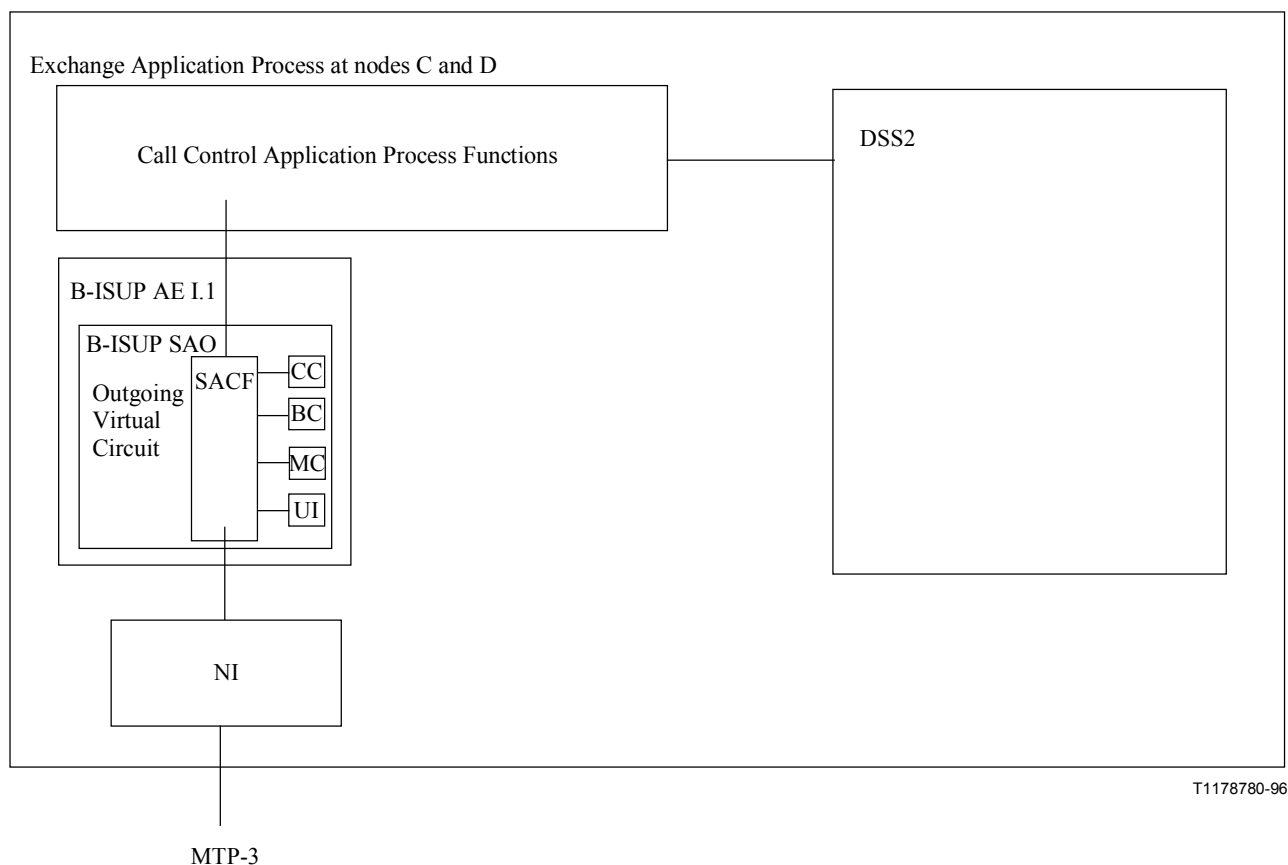 Exchange Application Process at nodes C and D
Call Control Application Process Functions
DSS2
B-ISUP AE I.1
B-ISUP SAO
SACF
Outgoing
Virtual
Circuit
CC
BC
MC
UI
NI
T1178780-96
MTP-3